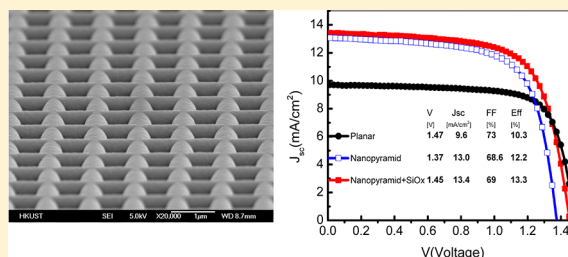 HKUST SEI 5.0kV X20,000 1µm WD 8.7mm
Jsc(mA/cm²)
14
12
10
8
6
4
2
0
V Jsc FF Eff
[V] [mA/cm²] [%] [%]
Planar 1.47 9.6 73 10.3
Nanopyramid 1.37 13.0 68.6 12.2
Nanopyramid+SiOx 1.45 13.4 69 13.3
0.0 0.2 0.4 0.6 0.8 1.0 1.2 1.4
V(Voltage)